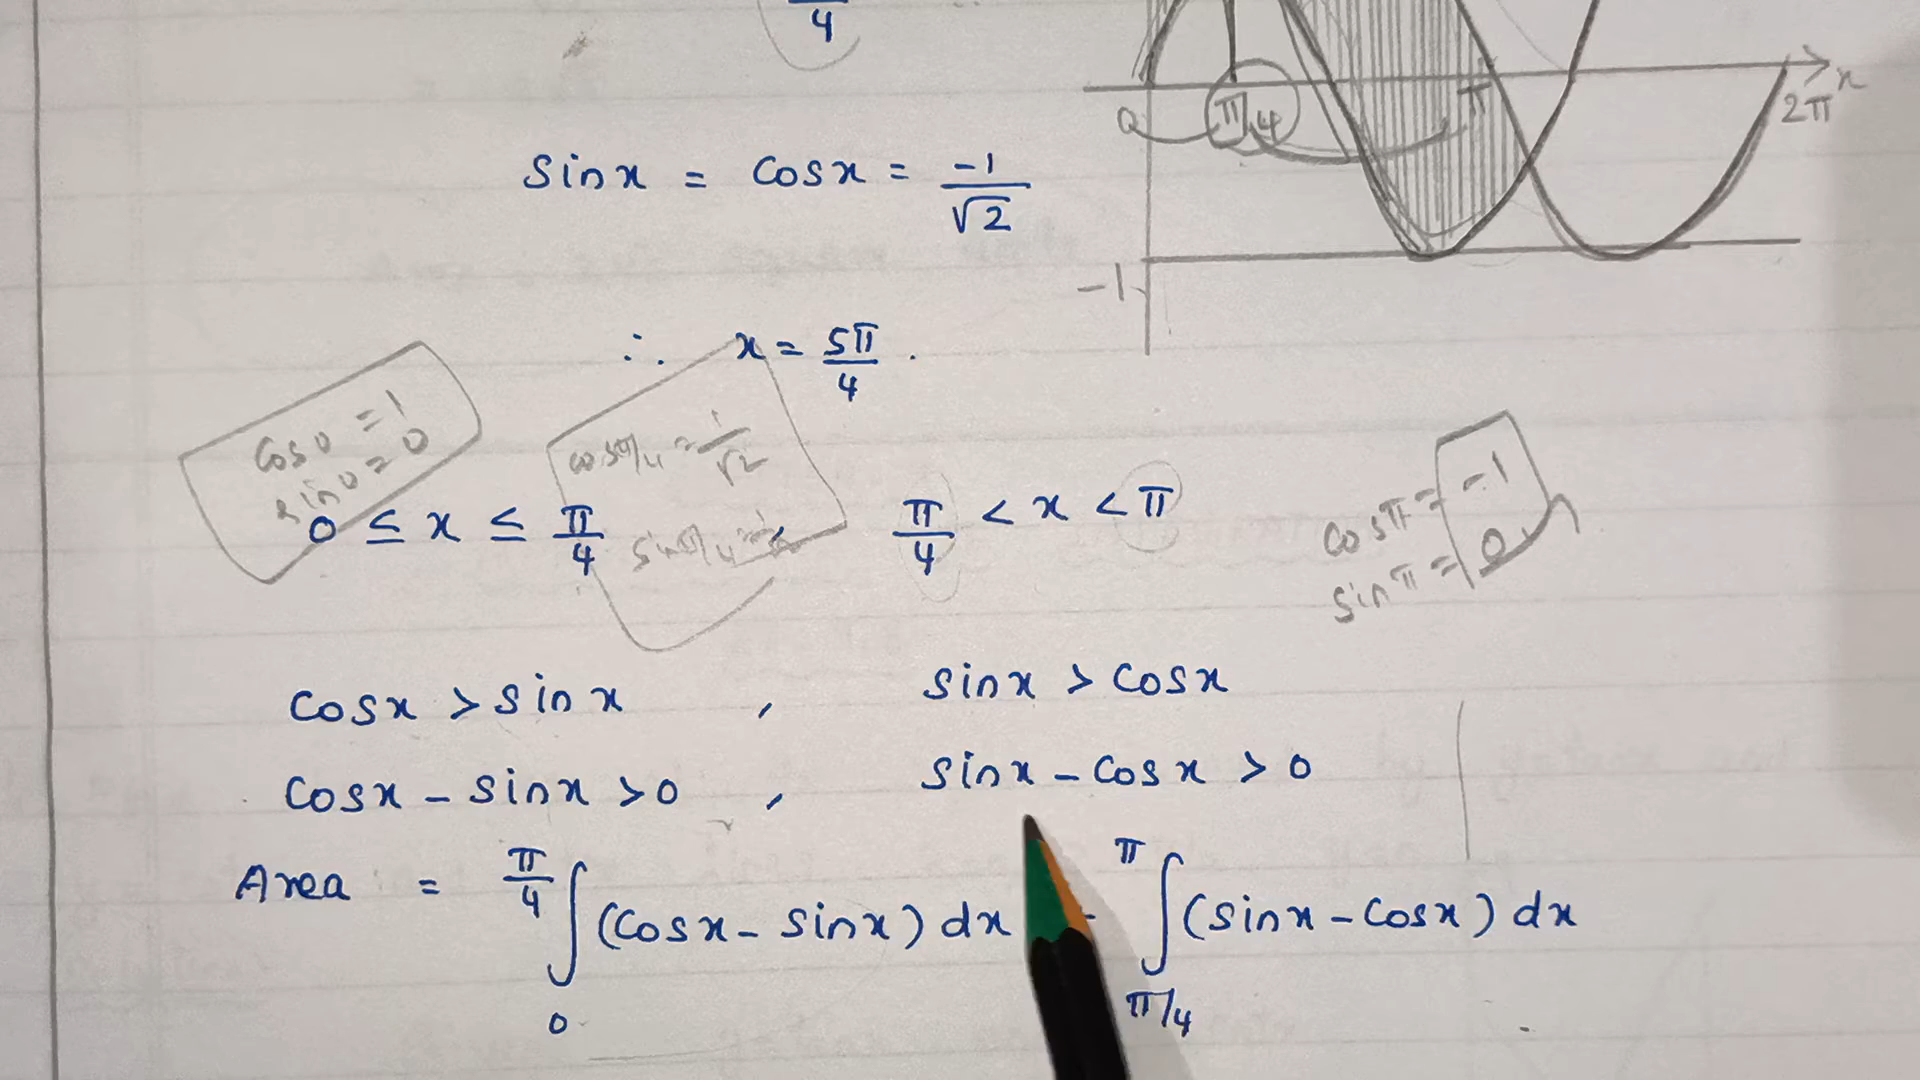 4
0 π/4 π 2π x
sin x = cos x = -1/√2
-1
∴ x = 5π/4 .
cos 0 = 1
sin 0 = 0
cos π/4 = 1/√2
0 ≤ x ≤ π/4 , π/4 < x < π
cos π = -1
sin π = 0
cos x > sin x , sin x > cos x
cos x - sin x > 0 , sin x - cos x > 0
Area = ∫₀^(π/4) (cos x - sin x) dx ∫_(π/4)^π (sin x - cos x) dx